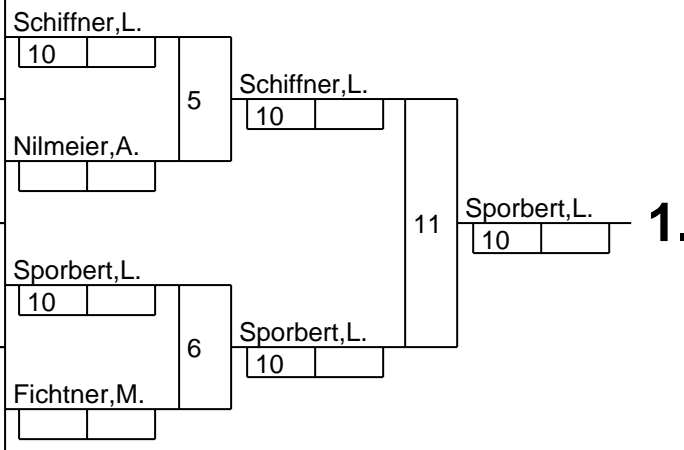 Schiffner,L.
10
5
Nilmeier,A.
Sporbert,L.
10
6
Fichtner,M.
Schiffner,L.
10
11
Sporbert,L.
10
Sporbert,L.
10
1.